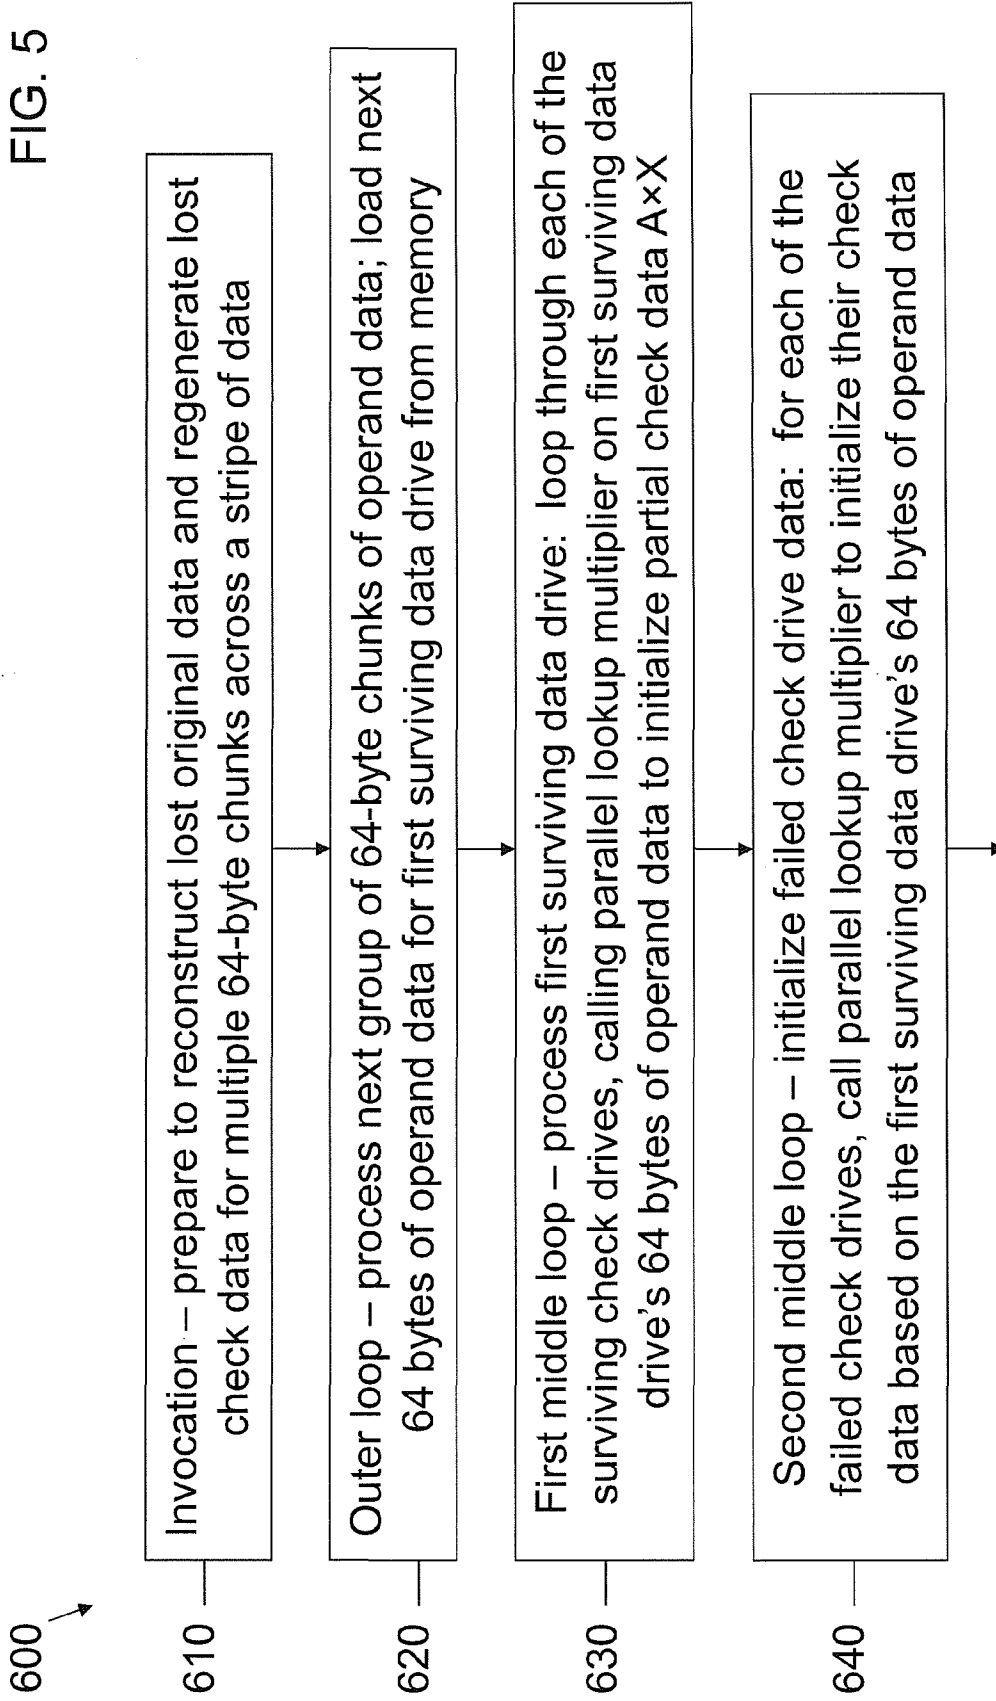 FIG. 5
600
610
Invocation – prepare to reconstruct lost original data and regenerate lost
check data for multiple 64-byte chunks across a stripe of data
620
Outer loop – process next group of 64-byte chunks of operand data; load next
64 bytes of operand data for first surviving data drive from memory
630
First middle loop – process first surviving data drive: loop through each of the
surviving check drives, calling parallel lookup multiplier on first surviving data
drive's 64 bytes of operand data to initialize partial check data A×X
640
Second middle loop – initialize failed check drive data: for each of the
failed check drives, call parallel lookup multiplier to initialize their check
data based on the first surviving data drive's 64 bytes of operand data